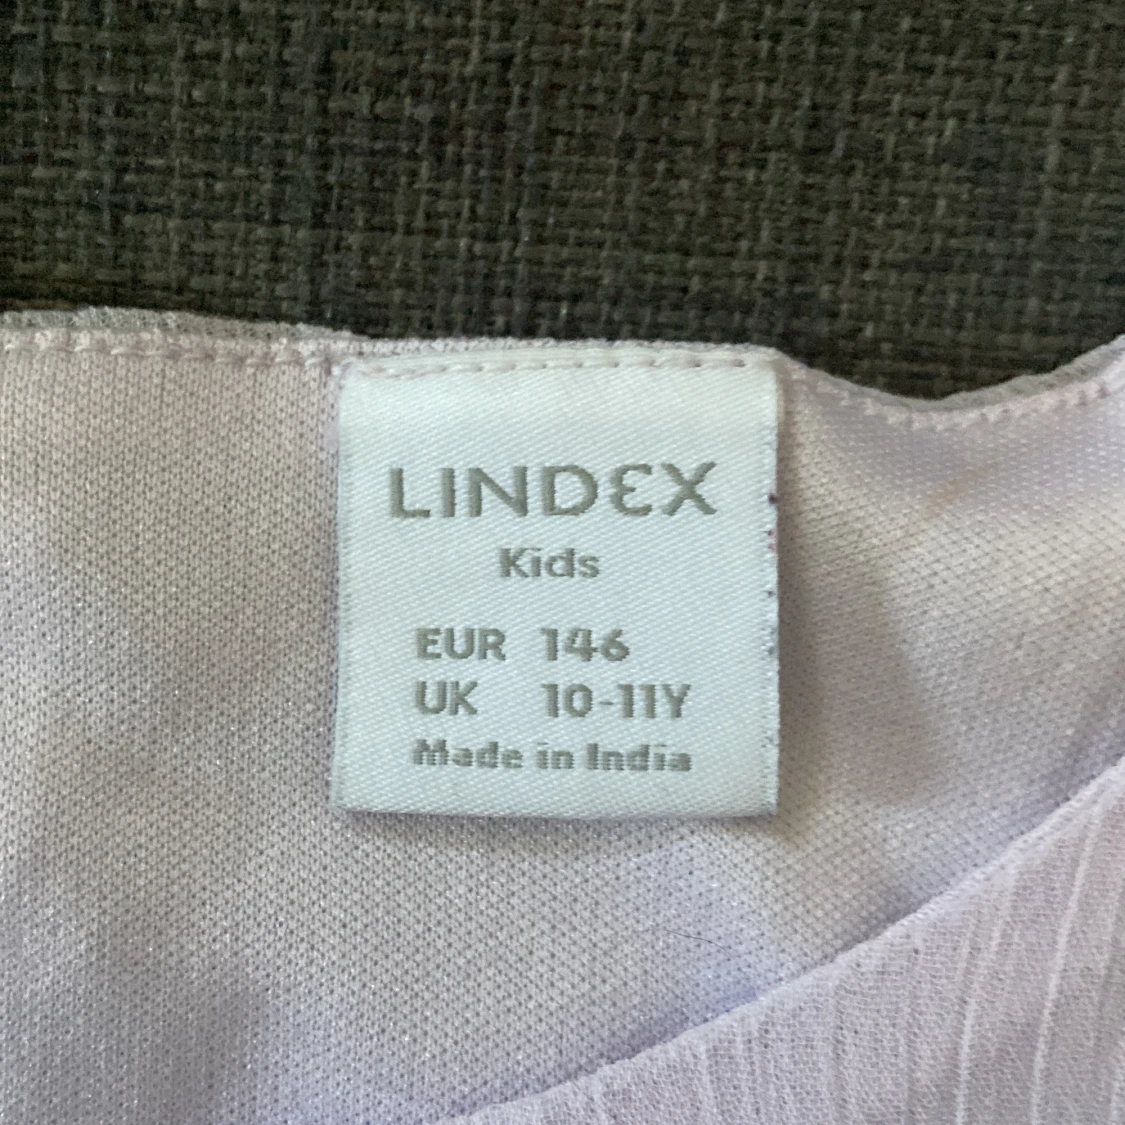 LINDEX
Kids
EUR 146
UK 10-11Y
Made in India